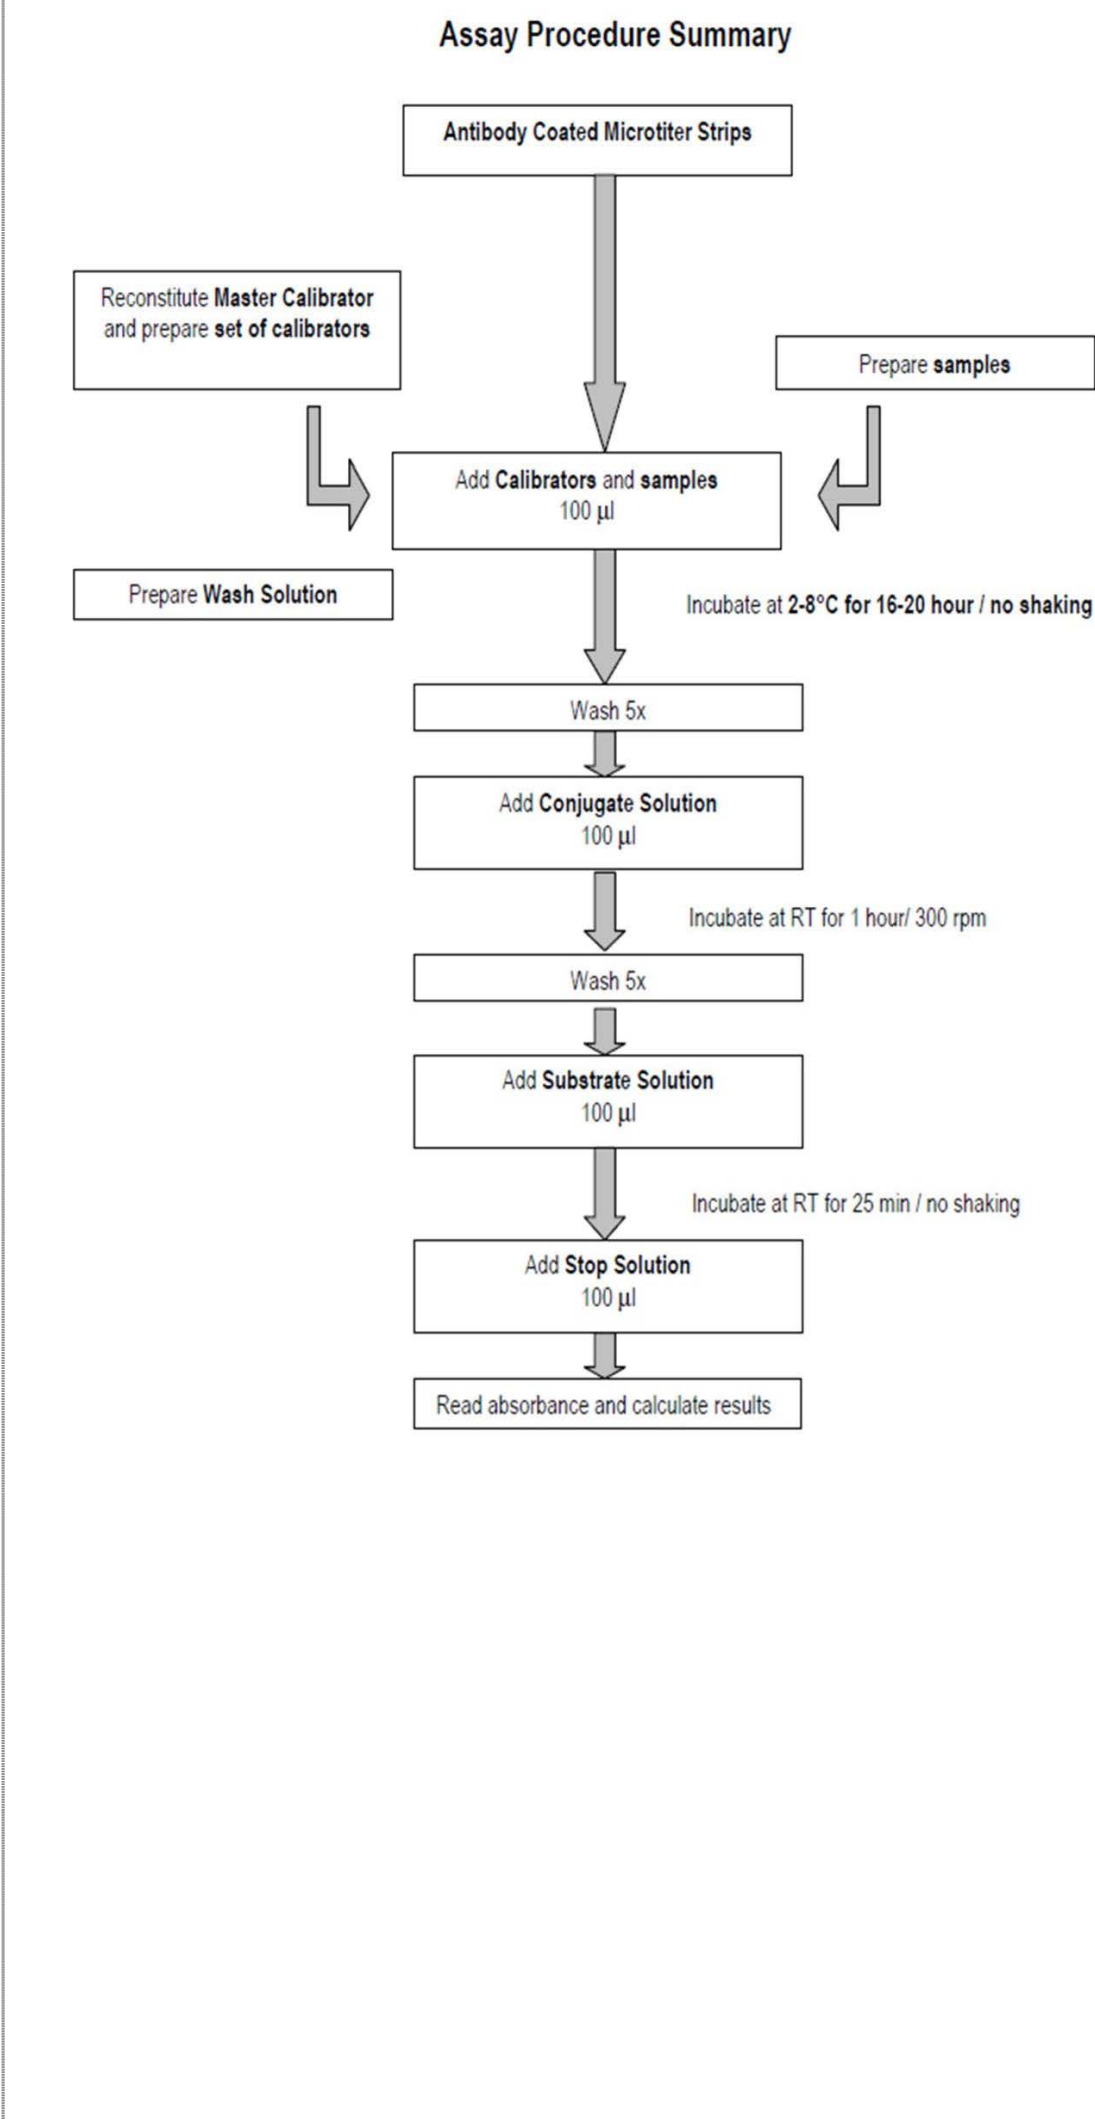 Assay Procedure Summary
Antibody Coated Microtiter Strips
Reconstitute Master Calibrator
and prepare set of calibrators
Prepare samples
Add Calibrators and samples
100 µl
Prepare Wash Solution
Incubate at 2-8°C for 16-20 hour / no shaking
Wash 5x
Add Conjugate Solution
100 µl
Incubate at RT for 1 hour/ 300 rpm
Wash 5x
Add Substrate Solution
100 µl
Incubate at RT for 25 min / no shaking
Add Stop Solution
100 µl
Read absorbance and calculate results